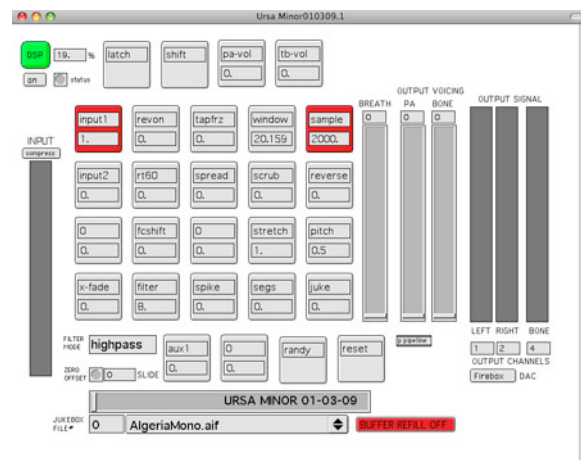 Ursa Minor010309.1
DSP 19. % latch shift pa-vol tb-vol
on status 0. 0.
OUTPUT VOICING
BREATH PA BONE OUTPUT SIGNAL
input1 revon tapfrz window sample 0 0 0
1. 0. 0. 20.159 2000.
INPUT
compress
input2 rt60 spread scrub reverse
0. 0. 0. 0. 0.
0 fcshift 0 stretch pitch
0. 0. 0. 1. 0.5
x-fade filter spike segs juke
0. 8. 0. 0. 0.
LEFT RIGHT BONE
FILTER MODE highpass aux1 0 randy reset p pipeline 1 2 4
OUTPUT CHANNELS
ZERO OFFSET 0 SLIDE 0. 0. Firebox DAC
URSA MINOR 01-03-09
JUKEBOX FILE# 0 AlgeriaMono.aif BUFFER REFILL OFF